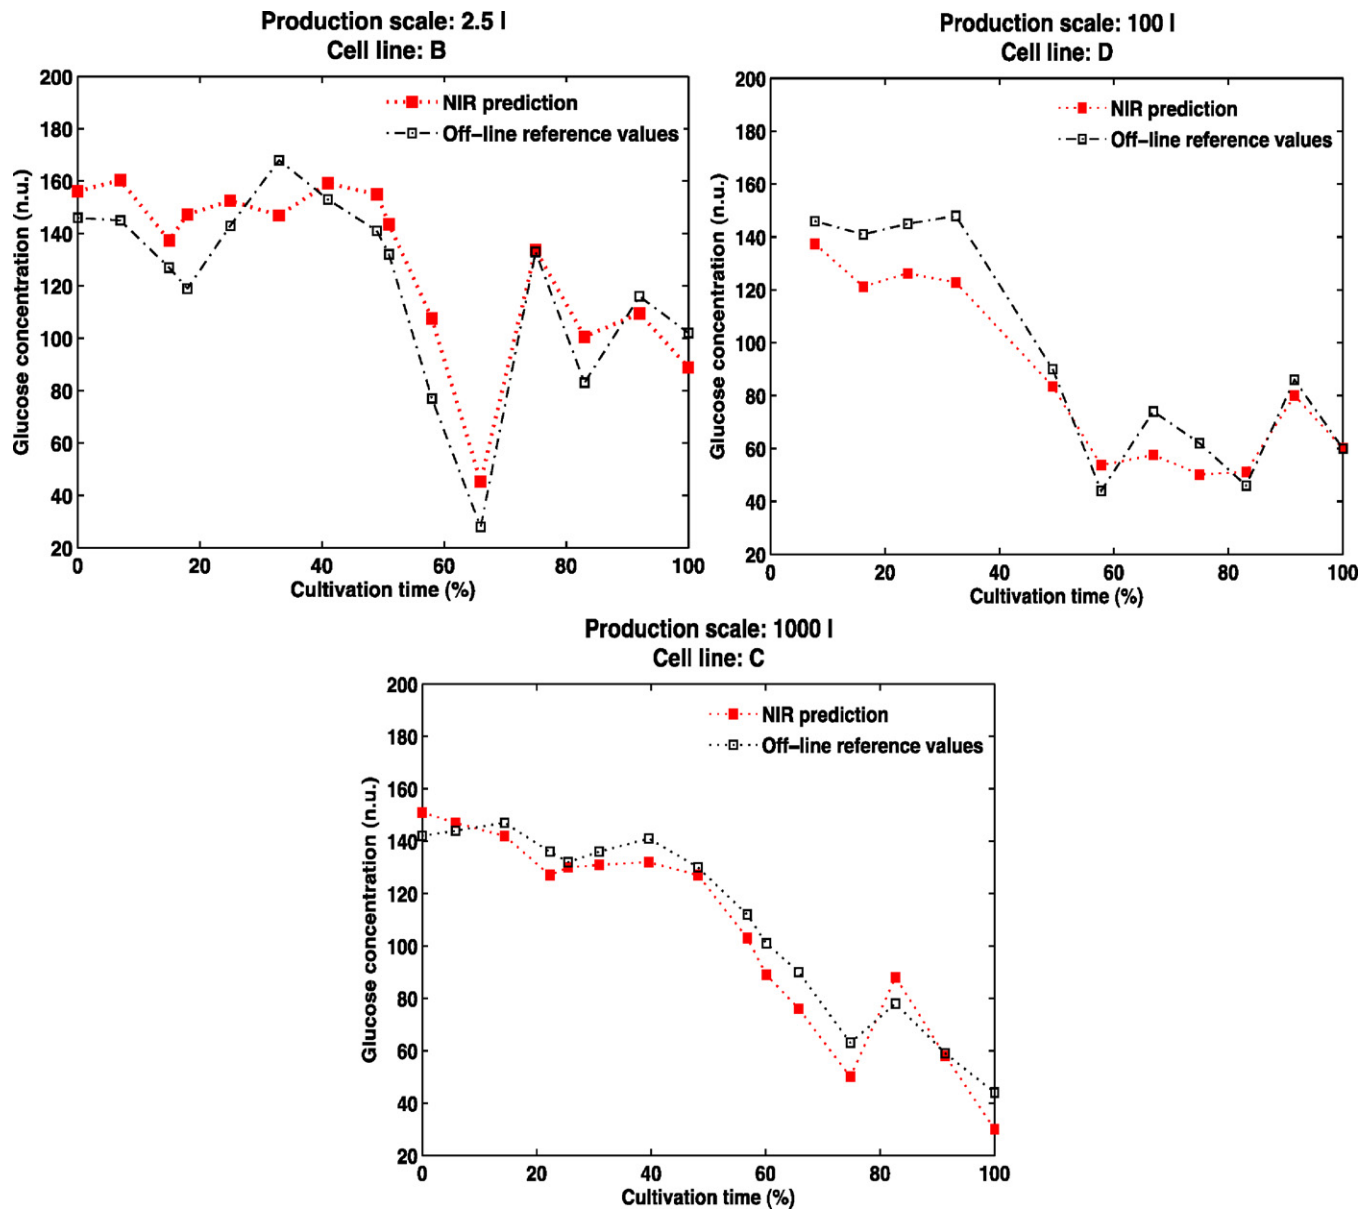 Production scale: 2.5 l
Cell line: B
200
180
160
140
120
100
80
60
40
20
0
20
40
60
80
100
Glucose concentration (n.u.)
Cultivation time (%)
NIR prediction
Off-line reference values
Production scale: 100 l
Cell line: D
200
180
160
140
120
100
80
60
40
20
0
20
40
60
80
100
Glucose concentration (n.u.)
Cultivation time (%)
NIR prediction
Off-line reference values
Production scale: 1000 l
Cell line: C
200
180
160
140
120
100
80
60
40
20
0
20
40
60
80
100
Glucose concentration (n.u.)
Cultivation time (%)
NIR prediction
Off-line reference values